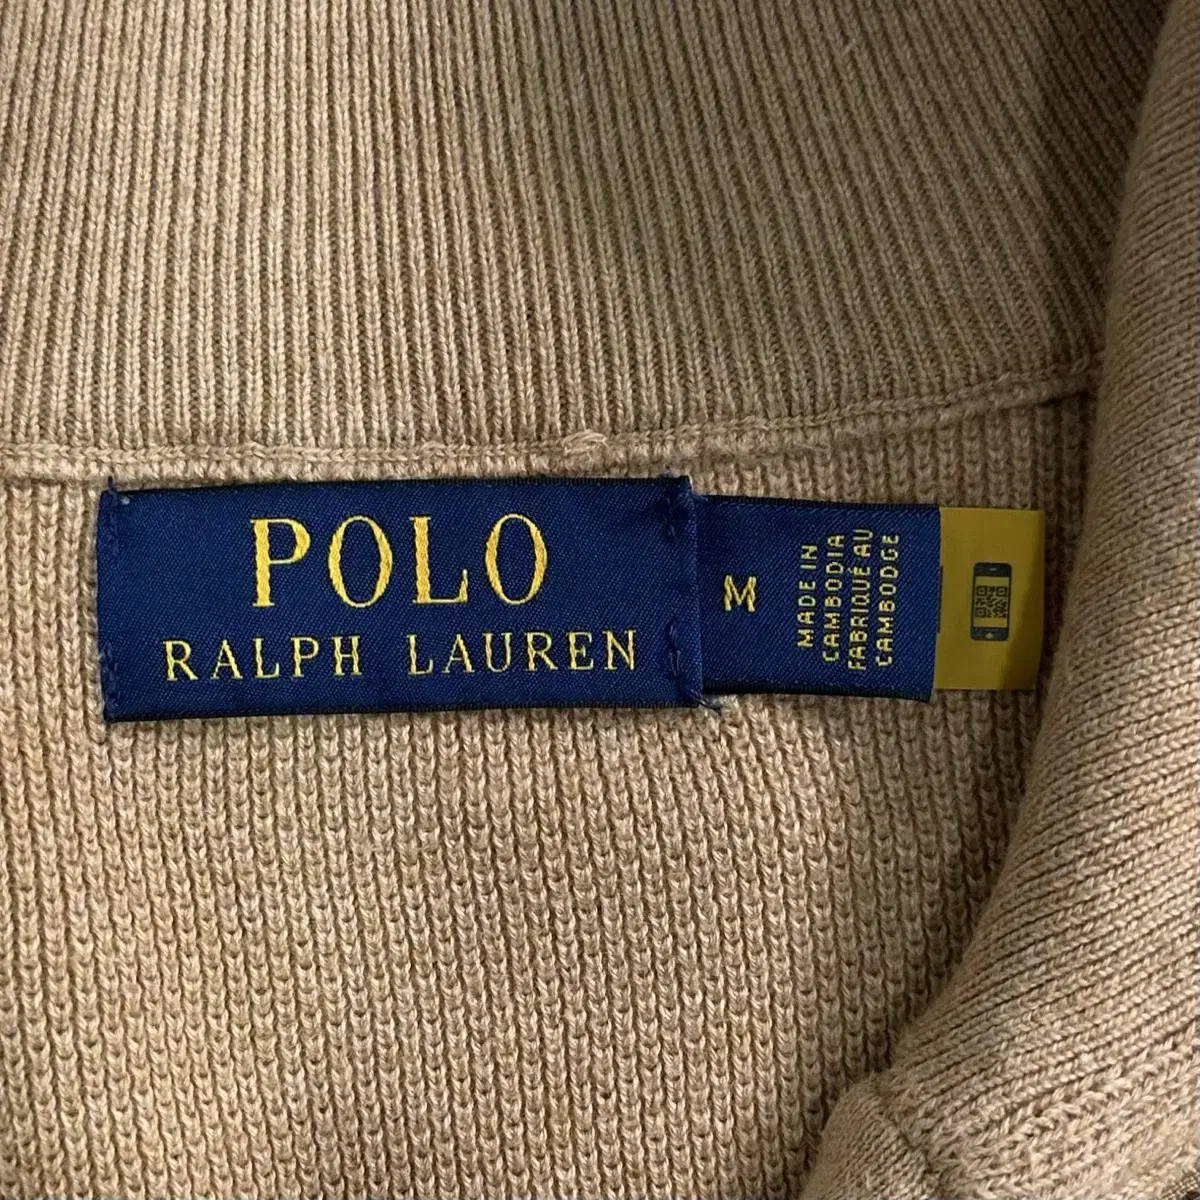 POLO
RALPH LAUREN
M
MADE IN
CAMBODIA
FABRIQUÉ AU
CAMBODGE